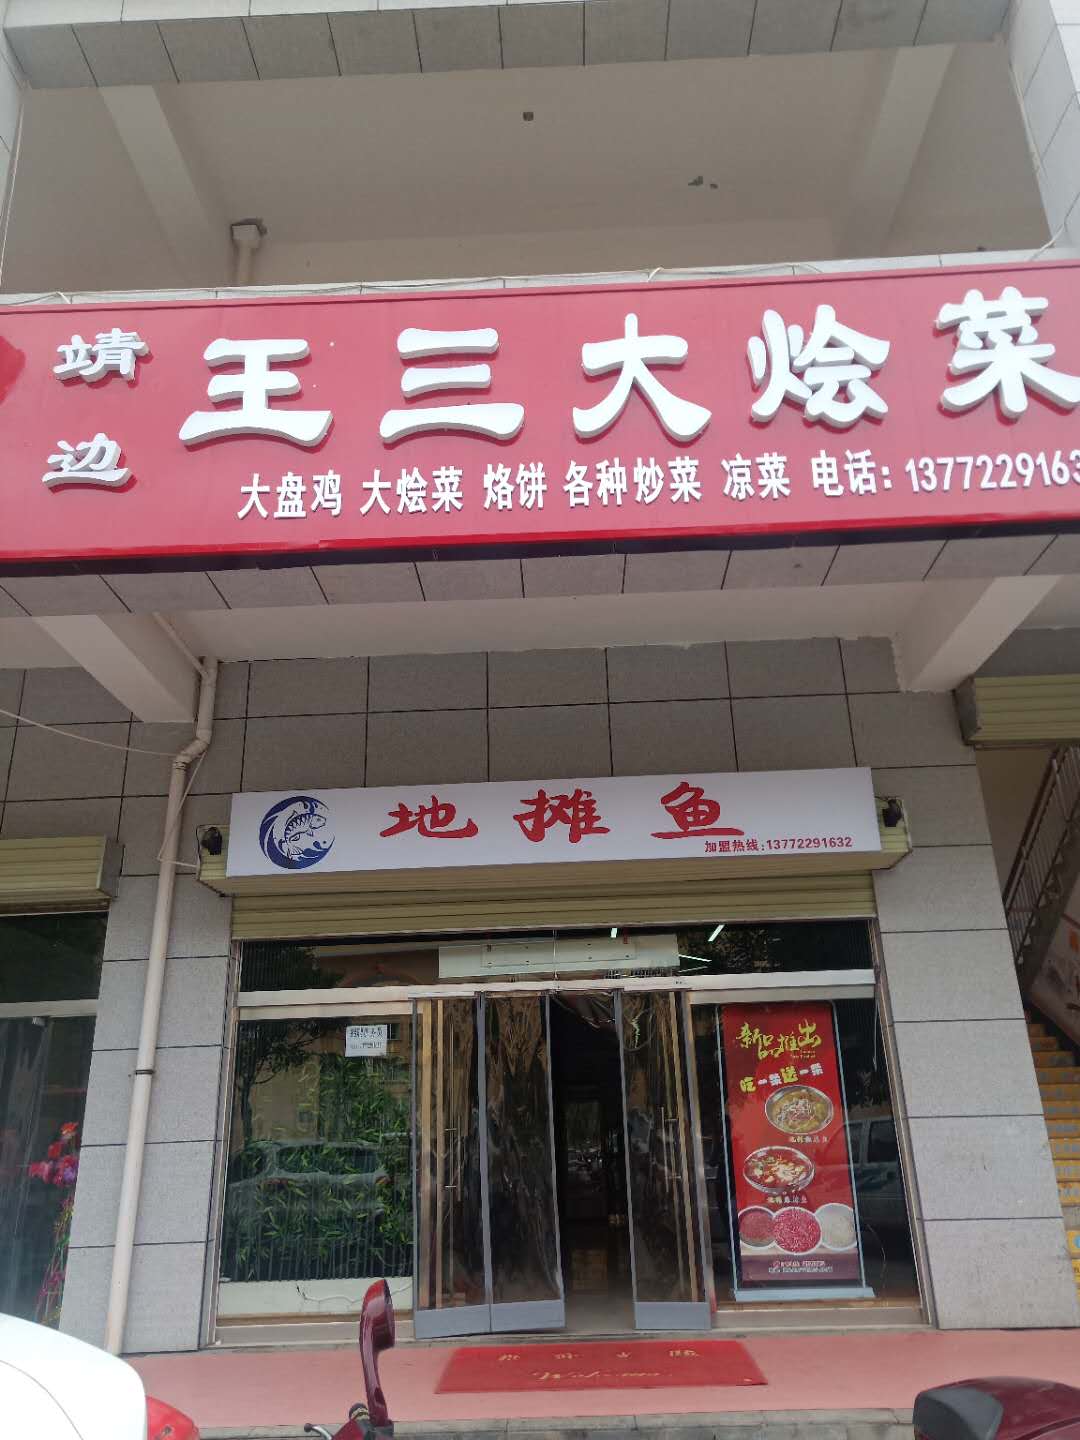 靖边
王三大烩菜
大盘鸡 大烩菜 烙饼 各种炒菜 凉菜 电话:1377229163
地摊鱼
加盟热线:13772291632
新品推出
吃一条送一条